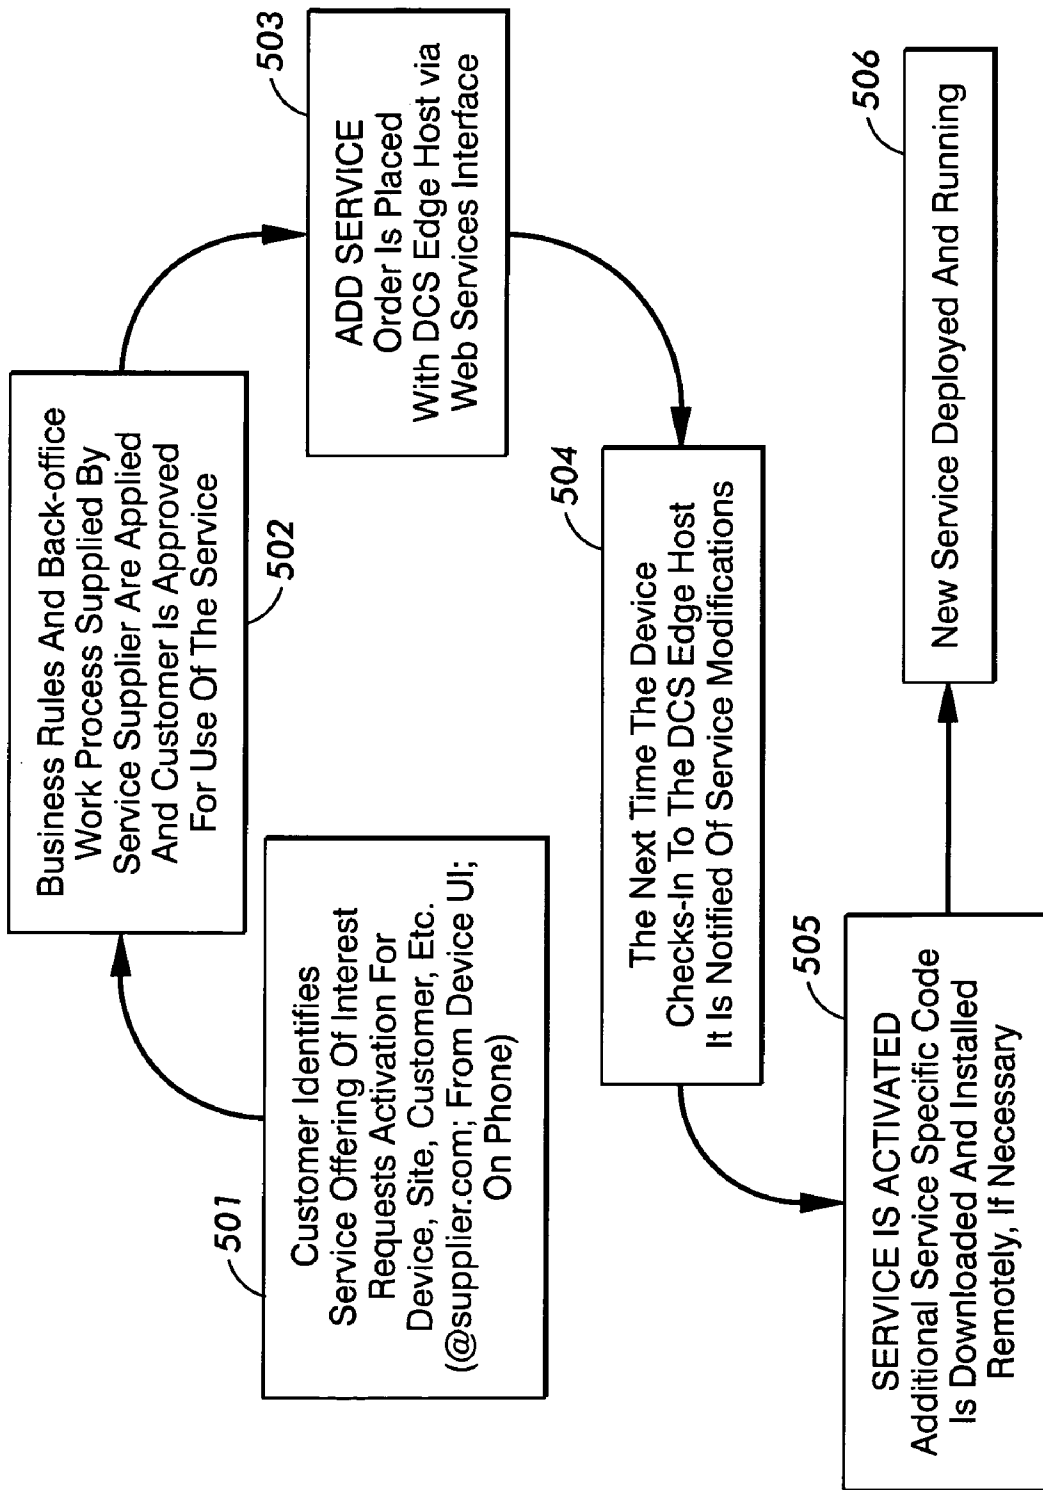 501
Customer Identifies
Service Offering Of Interest
Requests Activation For
Device, Site, Customer, Etc.
(@supplier.com; From Device UI;
On Phone)
Business Rules And Back-office
Work Process Supplied By
Service Supplier Are Applied
And Customer Is Approved
For Use Of The Service
502
503
ADD SERVICE
Order Is Placed
With DCS Edge Host via
Web Services Interface
504
The Next Time The Device
Checks-In To The DCS Edge Host
It Is Notified Of Service Modifications
505
SERVICE IS ACTIVATED
Additional Service Specific Code
Is Downloaded And Installed
Remotely, If Necessary
506
New Service Deployed And Running